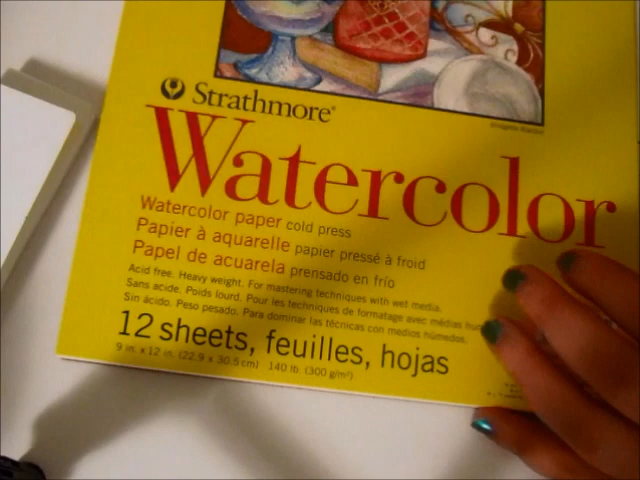 Strathmore®
Watercolor
Watercolor paper cold press
Papier à aquarelle papier pressé à froid
Papel de acuarela prensado en frío
Acid free. Heavy weight. For mastering techniques with wet media.
Sans acide. Poids lourd. Pour les techniques de formatage avec médias
Sin ácido. Peso pesado. Para dominar las técnicas con medios húmedos.
12 sheets, feuilles, hojas
9 in. x 12 in. (22.9 x 30.5 cm) 140 lb. (300 g/m²)